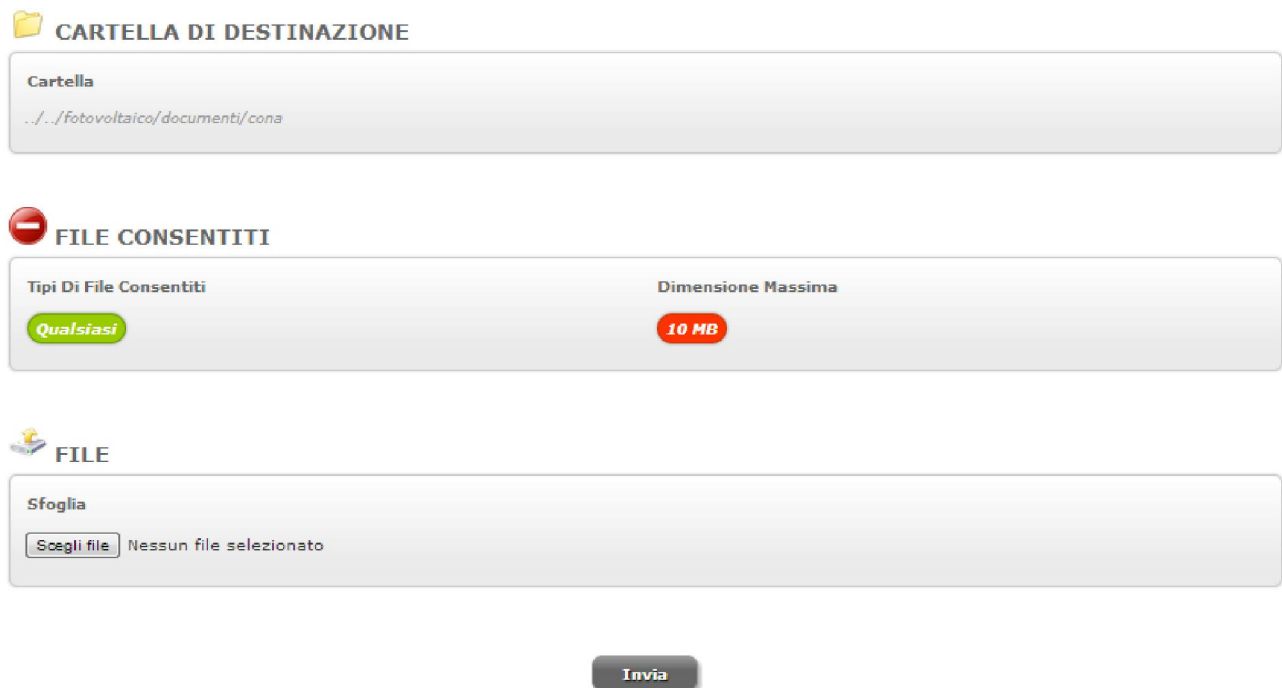 CARTELLA DI DESTINAZIONE
Cartella
../../fotovoltaico/documenti/cona
FILE CONSENTITI
Tipi Di File Consentiti
Dimensione Massima
Qualsiasi
10 MB
FILE
Sfoglia
Scegli file Nessun file selezionato
Invia